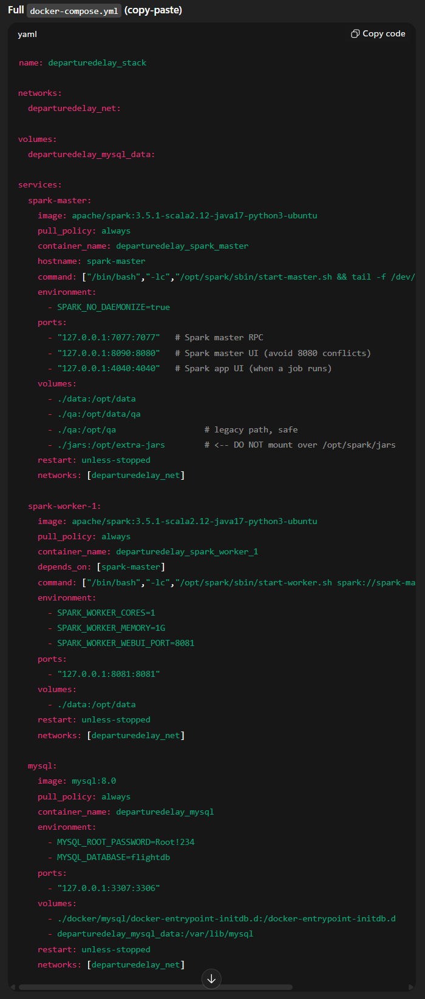 Full docker-compose.yml (copy-paste)
yaml
Copy code
name: departuredelay_stack
networks:
  departuredelay_net:
volumes:
  departuredelay_mysql_data:
services:
  spark-master:
    image: apache/spark:3.5.1-scala2.12-java17-python3-ubuntu
    pull_policy: always
    container_name: departuredelay_spark_master
    hostname: spark-master
    command: ["/bin/bash","-lc","/opt/spark/sbin/start-master.sh && tail -f /dev/
    environment:
      - SPARK_NO_DAEMONIZE=true
    ports:
      - "127.0.0.1:7077:7077"   # Spark master RPC
      - "127.0.0.1:8090:8080"   # Spark master UI (avoid 8080 conflicts)
      - "127.0.0.1:4040:4040"   # Spark app UI (when a job runs)
    volumes:
      - ./data:/opt/data
      - ./qa:/opt/data/qa
      - ./qa:/opt/qa                  # legacy path, safe
      - ./jars:/opt/extra-jars        # <-- DO NOT mount over /opt/spark/jars
    restart: unless-stopped
    networks: [departuredelay_net]
  spark-worker-1:
    image: apache/spark:3.5.1-scala2.12-java17-python3-ubuntu
    pull_policy: always
    container_name: departuredelay_spark_worker_1
    depends_on: [spark-master]
    command: ["/bin/bash","-lc","/opt/spark/sbin/start-worker.sh spark://spark-ma
    environment:
      - SPARK_WORKER_CORES=1
      - SPARK_WORKER_MEMORY=1G
      - SPARK_WORKER_WEBUI_PORT=8081
    ports:
      - "127.0.0.1:8081:8081"
    volumes:
      - ./data:/opt/data
    restart: unless-stopped
    networks: [departuredelay_net]
  mysql:
    image: mysql:8.0
    pull_policy: always
    container_name: departuredelay_mysql
    environment:
      - MYSQL_ROOT_PASSWORD=Root!234
      - MYSQL_DATABASE=flightdb
    ports:
      - "127.0.0.1:3307:3306"
    volumes:
      - ./docker/mysql/docker-entrypoint-initdb.d:/docker-entrypoint-initdb.d
      - departuredelay_mysql_data:/var/lib/mysql
    restart: unless-stopped
    networks: [departuredelay_net]